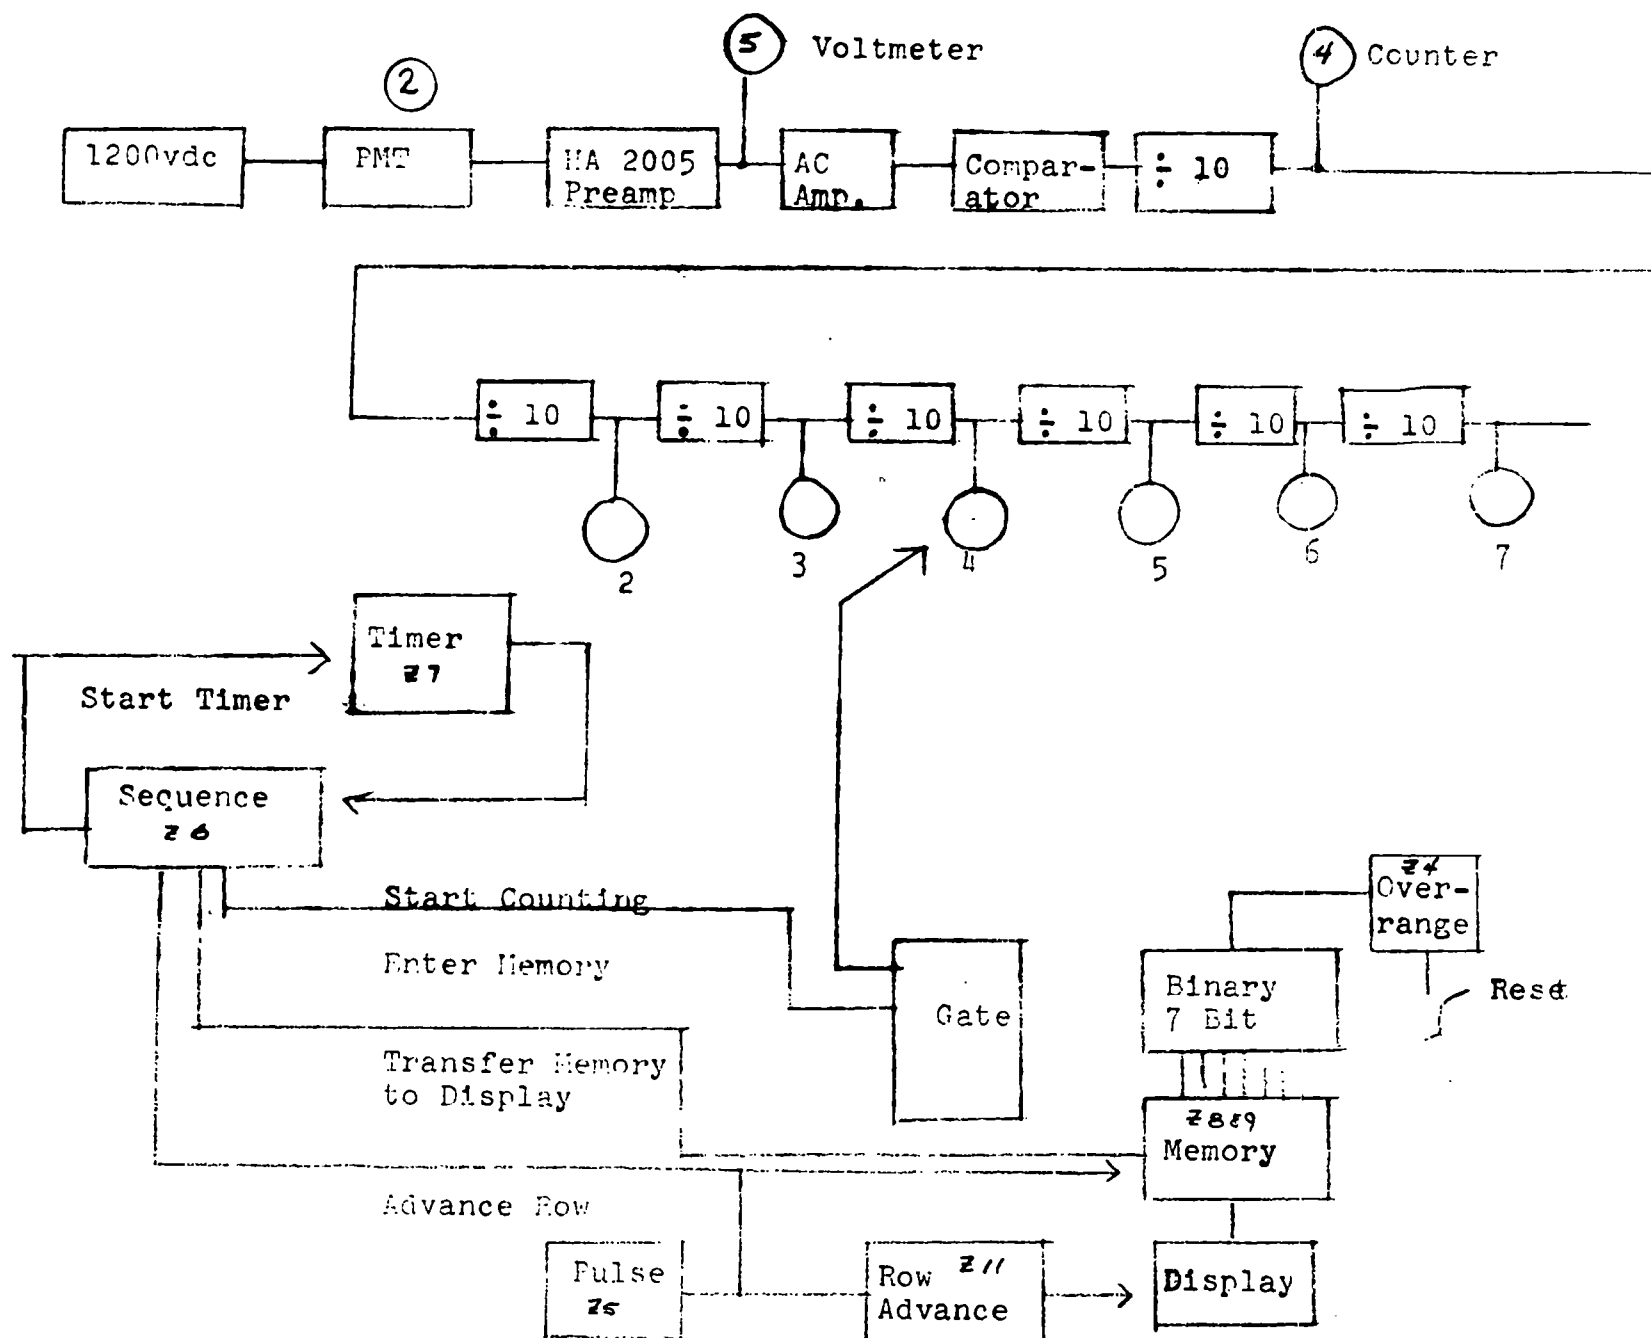 5 Voltmeter
4 Counter
2
1200vdc
PMT
HA 2005
Preamp
AC
Amp.
Compar-
ator
÷ 10
÷ 10
÷ 10
÷ 10
÷ 10
÷ 10
÷ 10
2
3
4
5
6
7
Timer
Z7
Start Timer
Sequence
Z6
Start Counting
Enter Memory
Transfer Memory
to Display
Advance Row
Gate
Z4
Over-
range
Reset
Binary
7 Bit
Z8&9
Memory
Pulse
Z5
Row Z11
Advance
Display